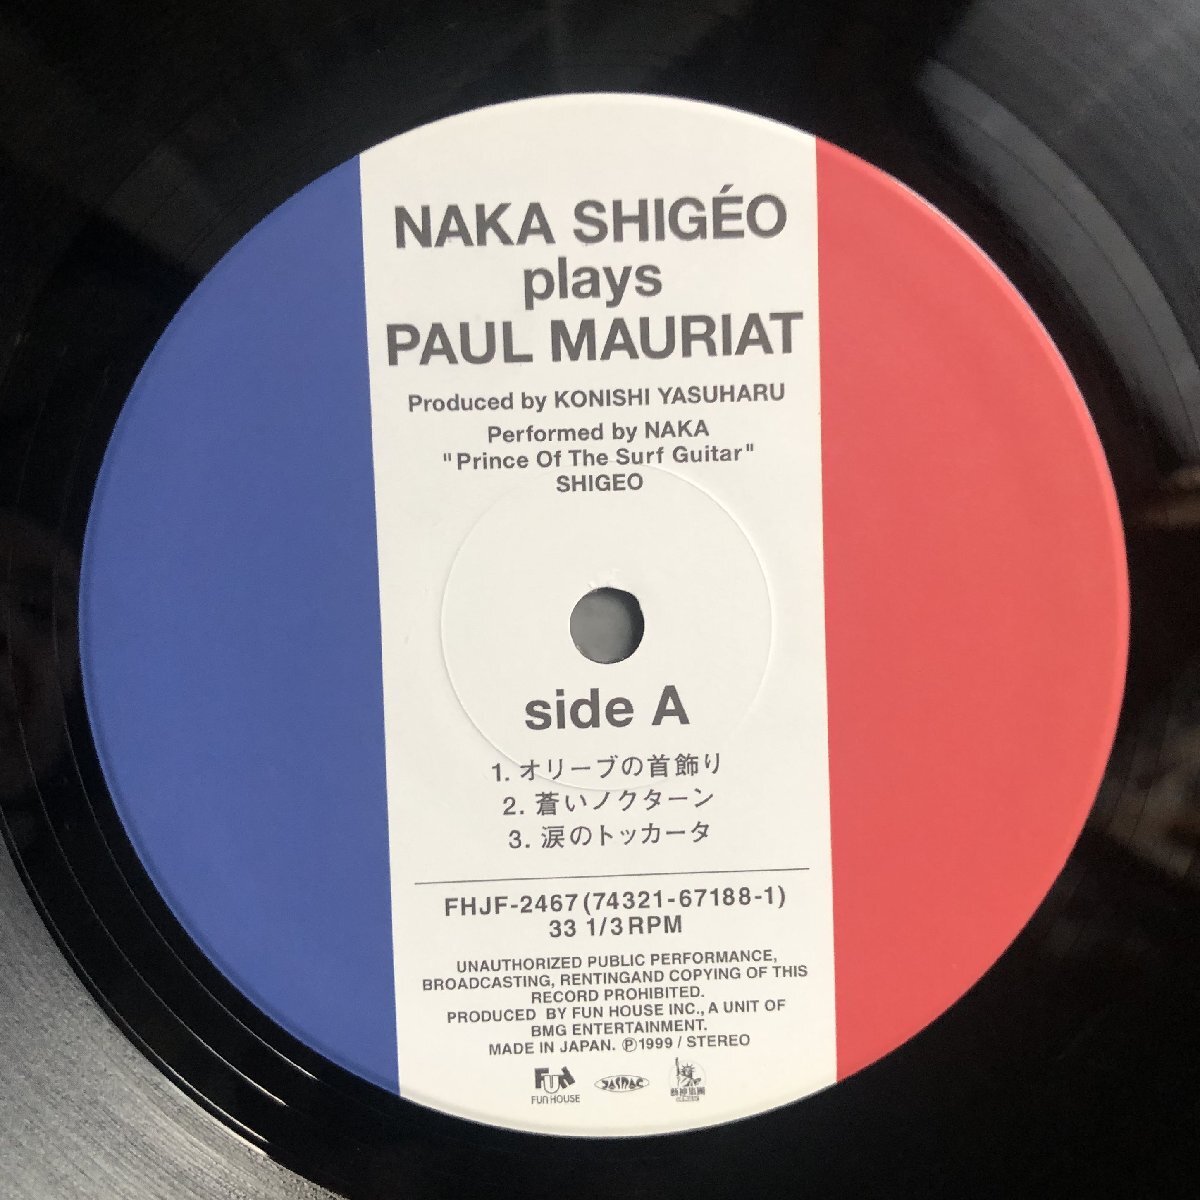 NAKA SHIGÉO
plays
PAUL MAURIAT
Produced by KONISHI YASUHARU
Performed by NAKA
"Prince Of The Surf Guitar"
SHIGEO
side A
1. オリーブの首飾り
2. 蒼いノクターン
3. 涙のトッカータ
FHJF-2467(74321-67188-1)
33 1/3RPM
UNAUTHORIZED PUBLIC PERFORMANCE,
BROADCASTING, RENTINGAND COPYING OF THIS
RECORD PROHIBITED.
PRODUCED BY FUN HOUSE INC., A UNIT OF
BMG ENTERTAINMENT.
MADE IN JAPAN. Ⓟ1999 / STEREO
FUN
FUN HOUSE
JASRAC